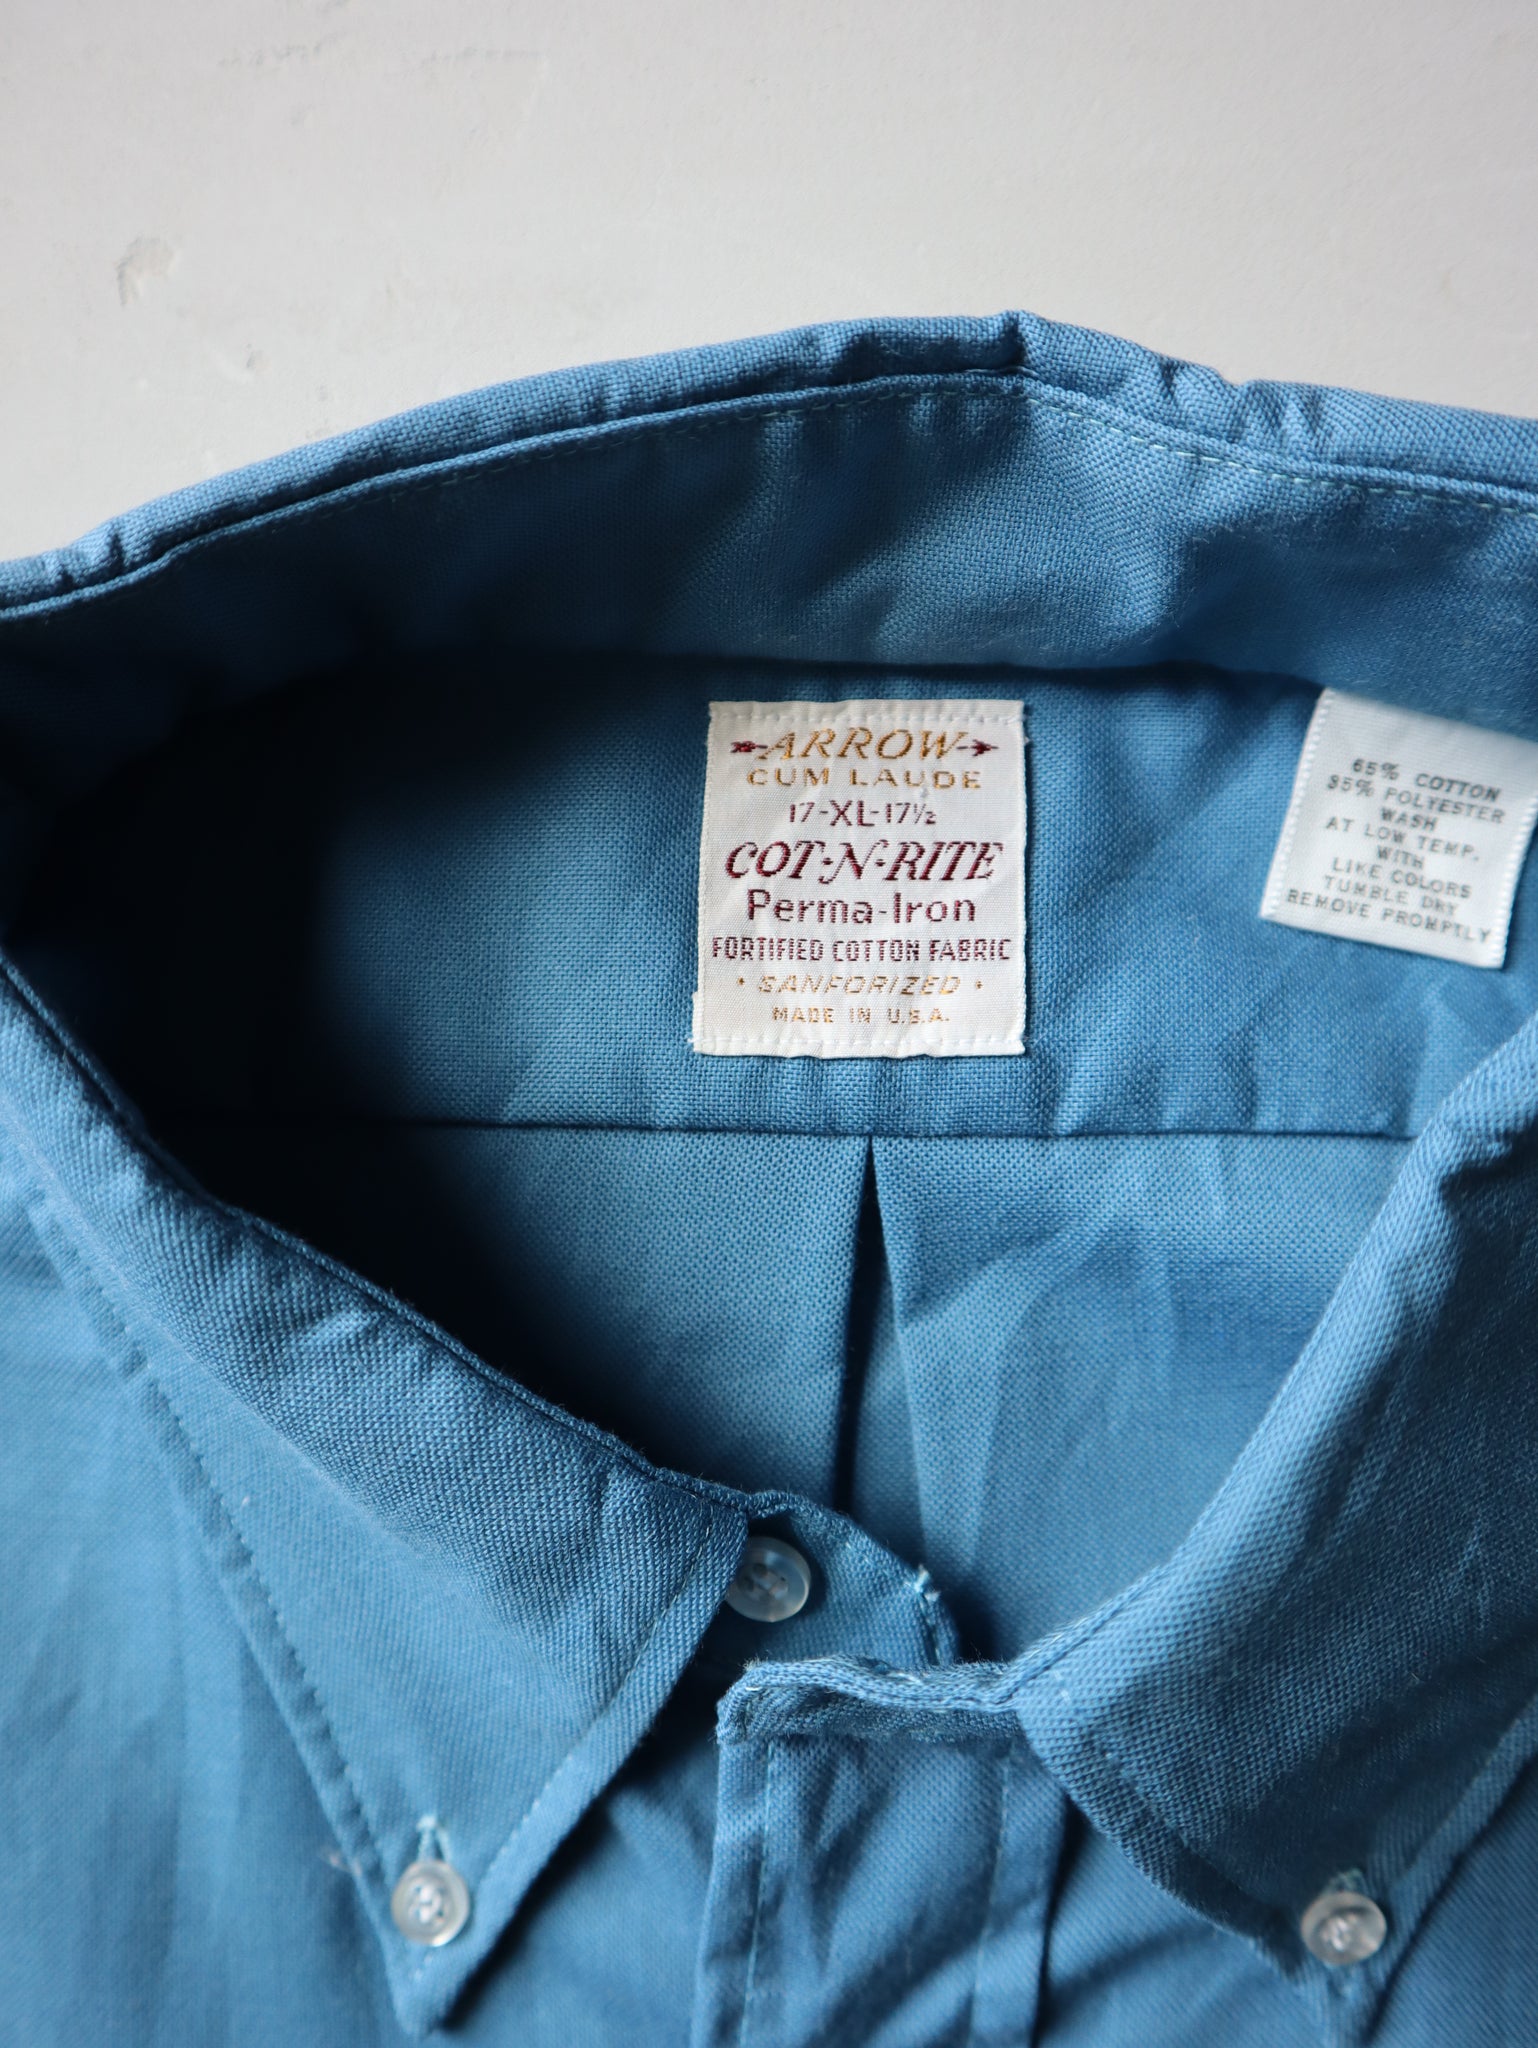 ARROW
CUM LAUDE
17-XL-17½
COT-N-RITE
Perma-Iron
FORTIFIED COTTON FABRIC
· SANFORIZED ·
MADE IN U.S.A.
65% COTTON
35% POLYESTER
WASH
AT LOW TEMP.
WITH
LIKE COLORS
TUMBLE DRY
REMOVE PROMPTLY